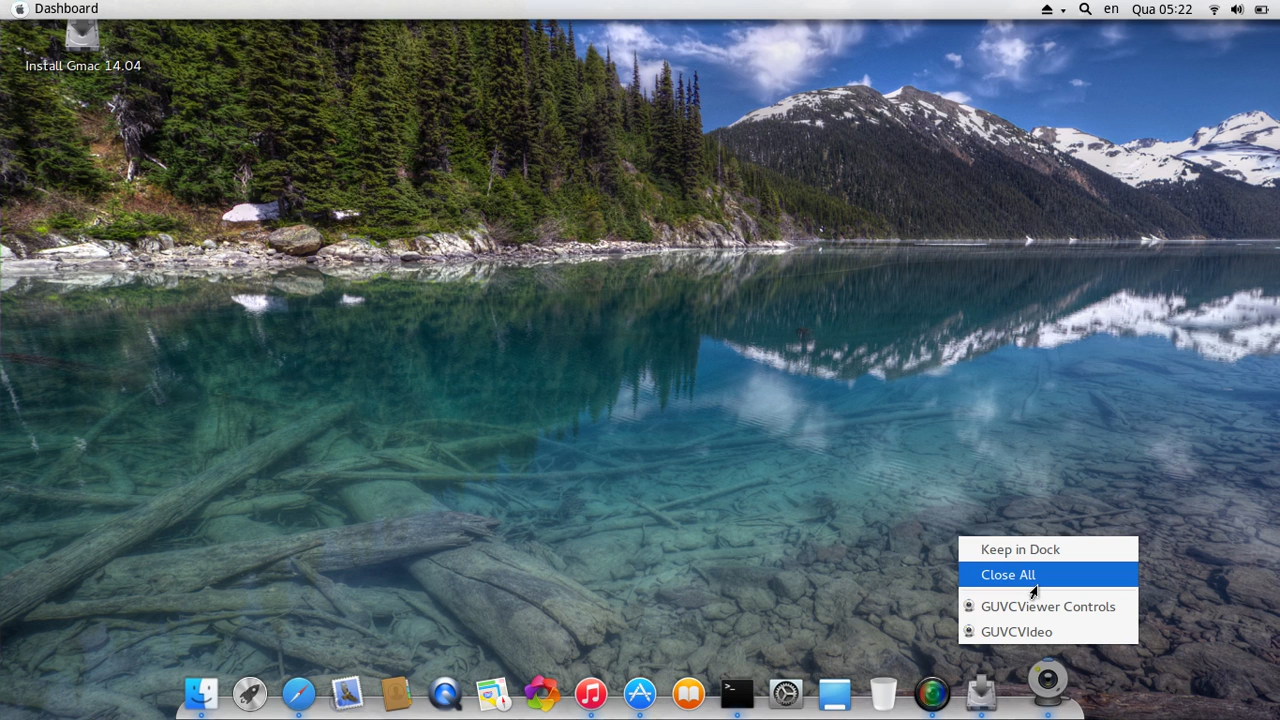 Dashboard
en
Qua 05:22
Install Gmac 14.04
Keep in Dock
Close All
GUVCViewer Controls
GUVCVIdeo
>_